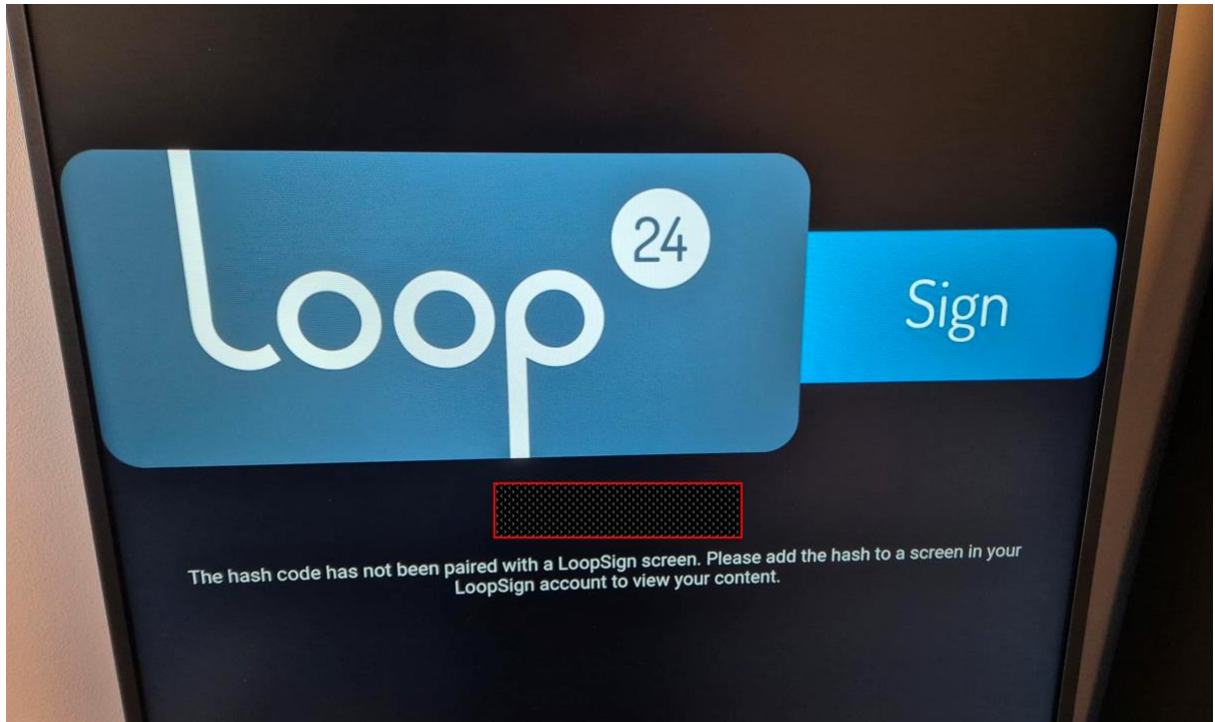 Loop 24 Sign
The hash code has not been paired with a LoopSign screen. Please add the hash to a screen in your
LoopSign account to view your content.